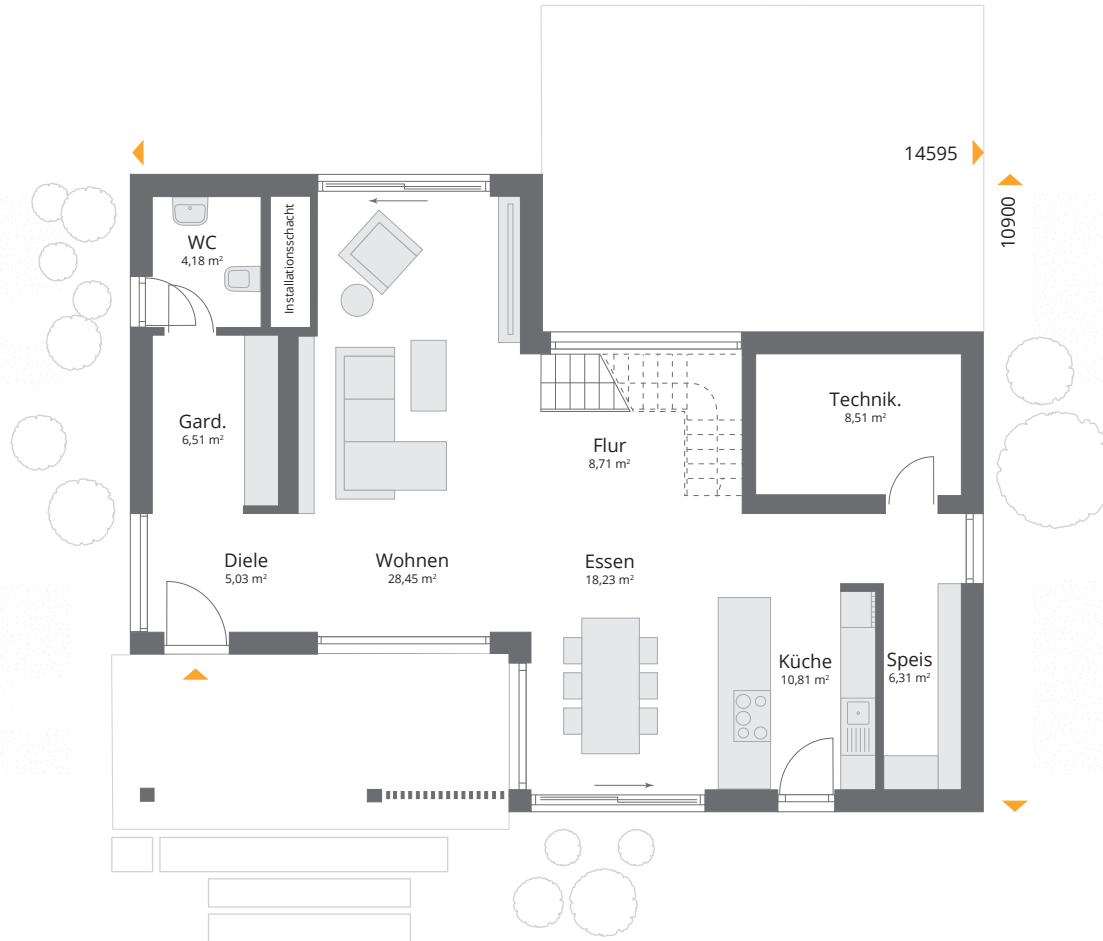 14595
10900
WC
4,18 m²
Installationsschacht
Gard.
6,51 m²
Technik.
8,51 m²
Flur
8,71 m²
Diele
5,03 m²
Wohnen
28,45 m²
Essen
18,23 m²
Küche
10,81 m²
Speis
6,31 m²